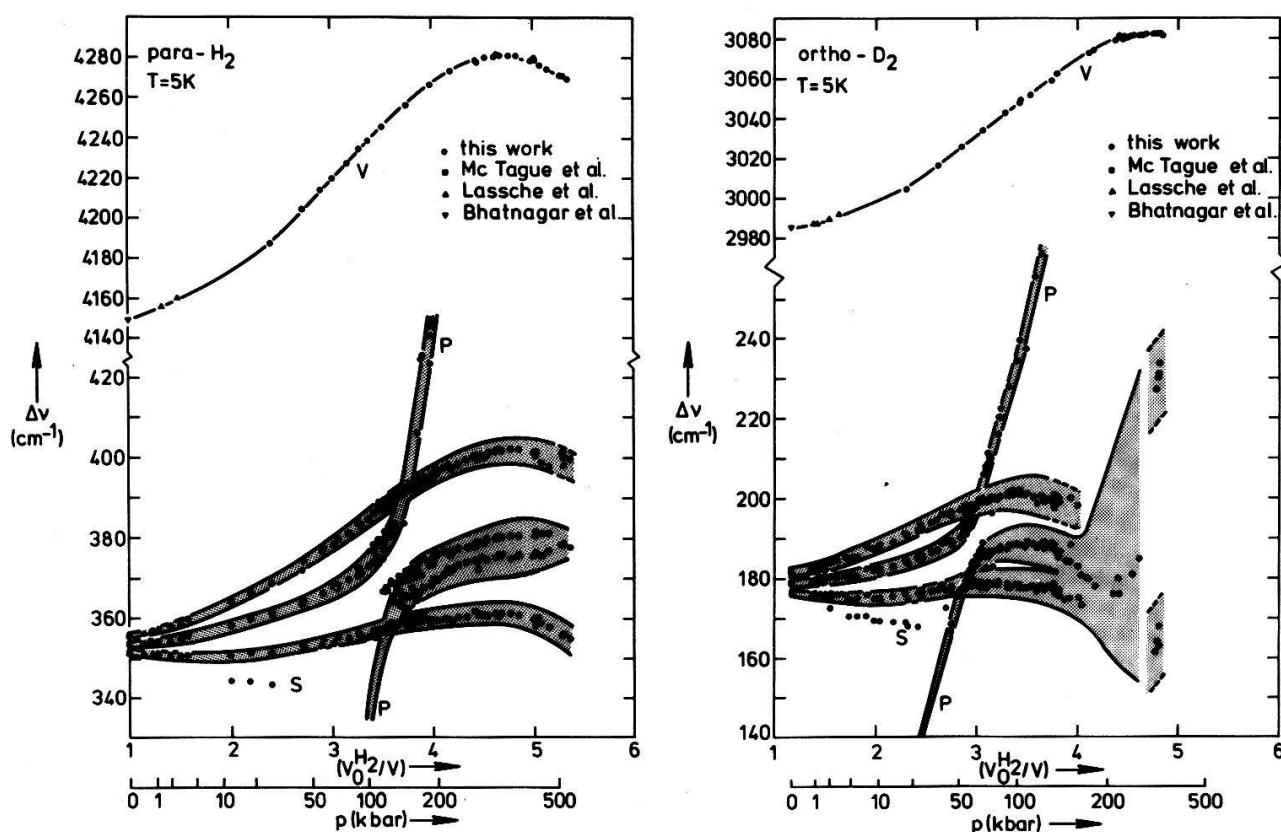 para-H₂
T=5K
4280
4260
4240
4220
4200
4180
4160
4140
420
400
380
360
340
Δν
(cm⁻¹)
V
• this work
▪ Mc Tague et al.
▴ Lassche et al.
▾ Bhatnagar et al.
P
S
P
1 2 3 4 5 6
(V₀ᴴ²/V)
0 1 10 50 100 200 500
p(kbar)
ortho-D₂
T=5K
3080
3060
3040
3020
3000
2980
240
220
200
180
160
140
Δν
(cm⁻¹)
V
• this work
▪ Mc Tague et al.
▴ Lassche et al.
▾ Bhatnagar et al.
P
S
P
1 2 3 4 5 6
(V₀ᴴ²/V)
0 1 10 50 100 200 500
p(kbar)